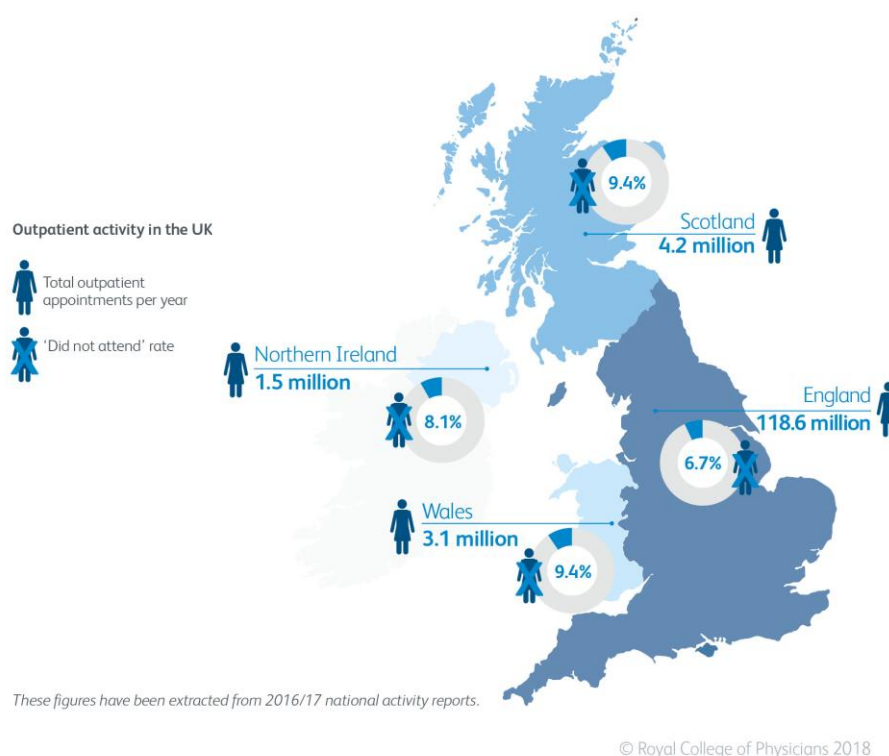 9.4%
Scotland
4.2 million
Outpatient activity in the UK
Total outpatient
appointments per year
'Did not attend' rate
Northern Ireland
1.5 million
8.1%
England
118.6 million
6.7%
Wales
3.1 million
9.4%
These figures have been extracted from 2016/17 national activity reports.
© Royal College of Physicians 2018